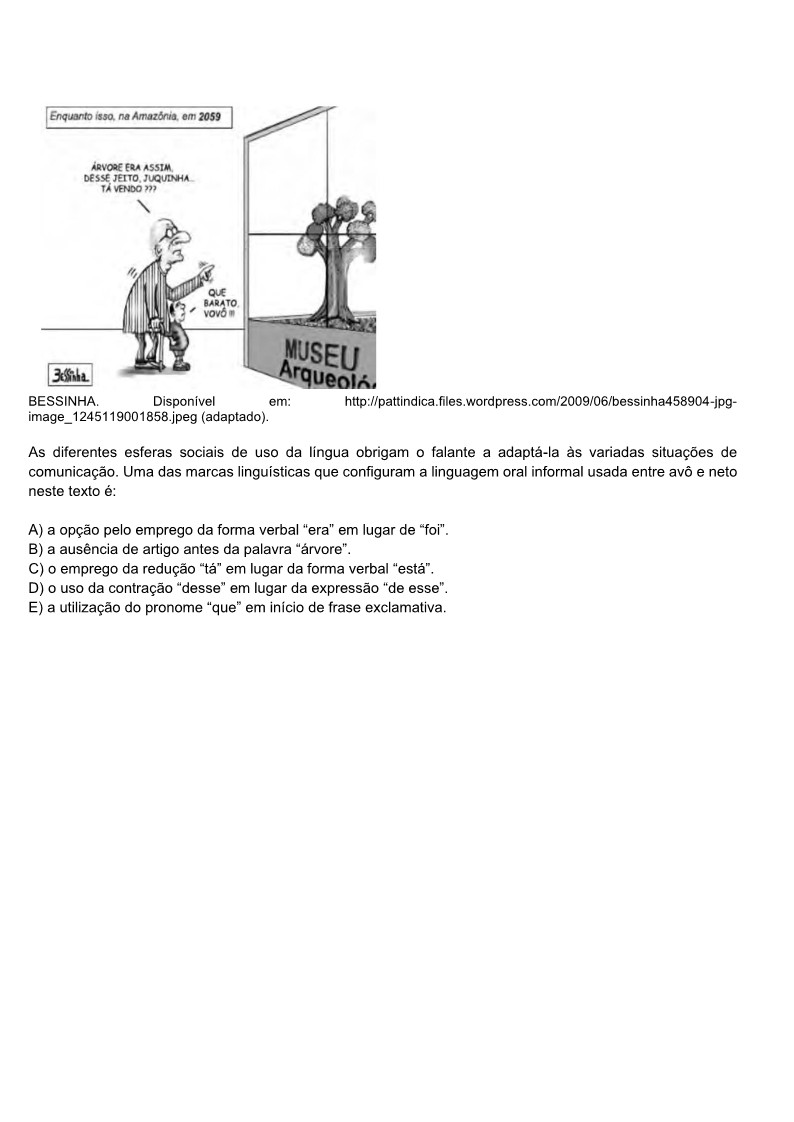 Enquanto isso, na Amazônia, em 2059
ÁRVORE ERA ASSIM,
DESSE JEITO, JUQUINHA...
TÁ VENDO ???
QUE
BARATO,
VOVÔ !!!
MUSEU
Arqueoló
Bessinha
BESSINHA. Disponível em: http://pattindica.files.wordpress.com/2009/06/bessinha458904-jpg-
image_1245119001858.jpeg (adaptado).
As diferentes esferas sociais de uso da língua obrigam o falante a adaptá-la às variadas situações de
comunicação. Uma das marcas linguísticas que configuram a linguagem oral informal usada entre avô e neto
neste texto é:
A) a opção pelo emprego da forma verbal “era” em lugar de “foi”.
B) a ausência de artigo antes da palavra “árvore”.
C) o emprego da redução “tá” em lugar da forma verbal “está”.
D) o uso da contração “desse” em lugar da expressão “de esse”.
E) a utilização do pronome “que” em início de frase exclamativa.